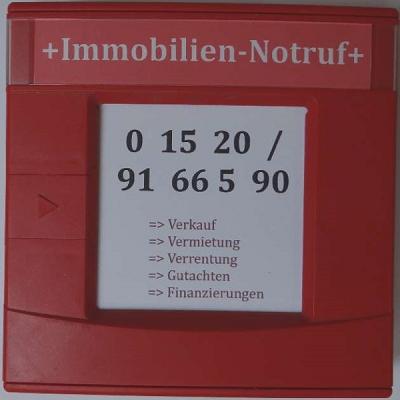 +Immobilien-Notruf+
0 15 20 /
91 66 5 90
=> Verkauf
=> Vermietung
=> Verrentung
=> Gutachten
=> Finanzierungen